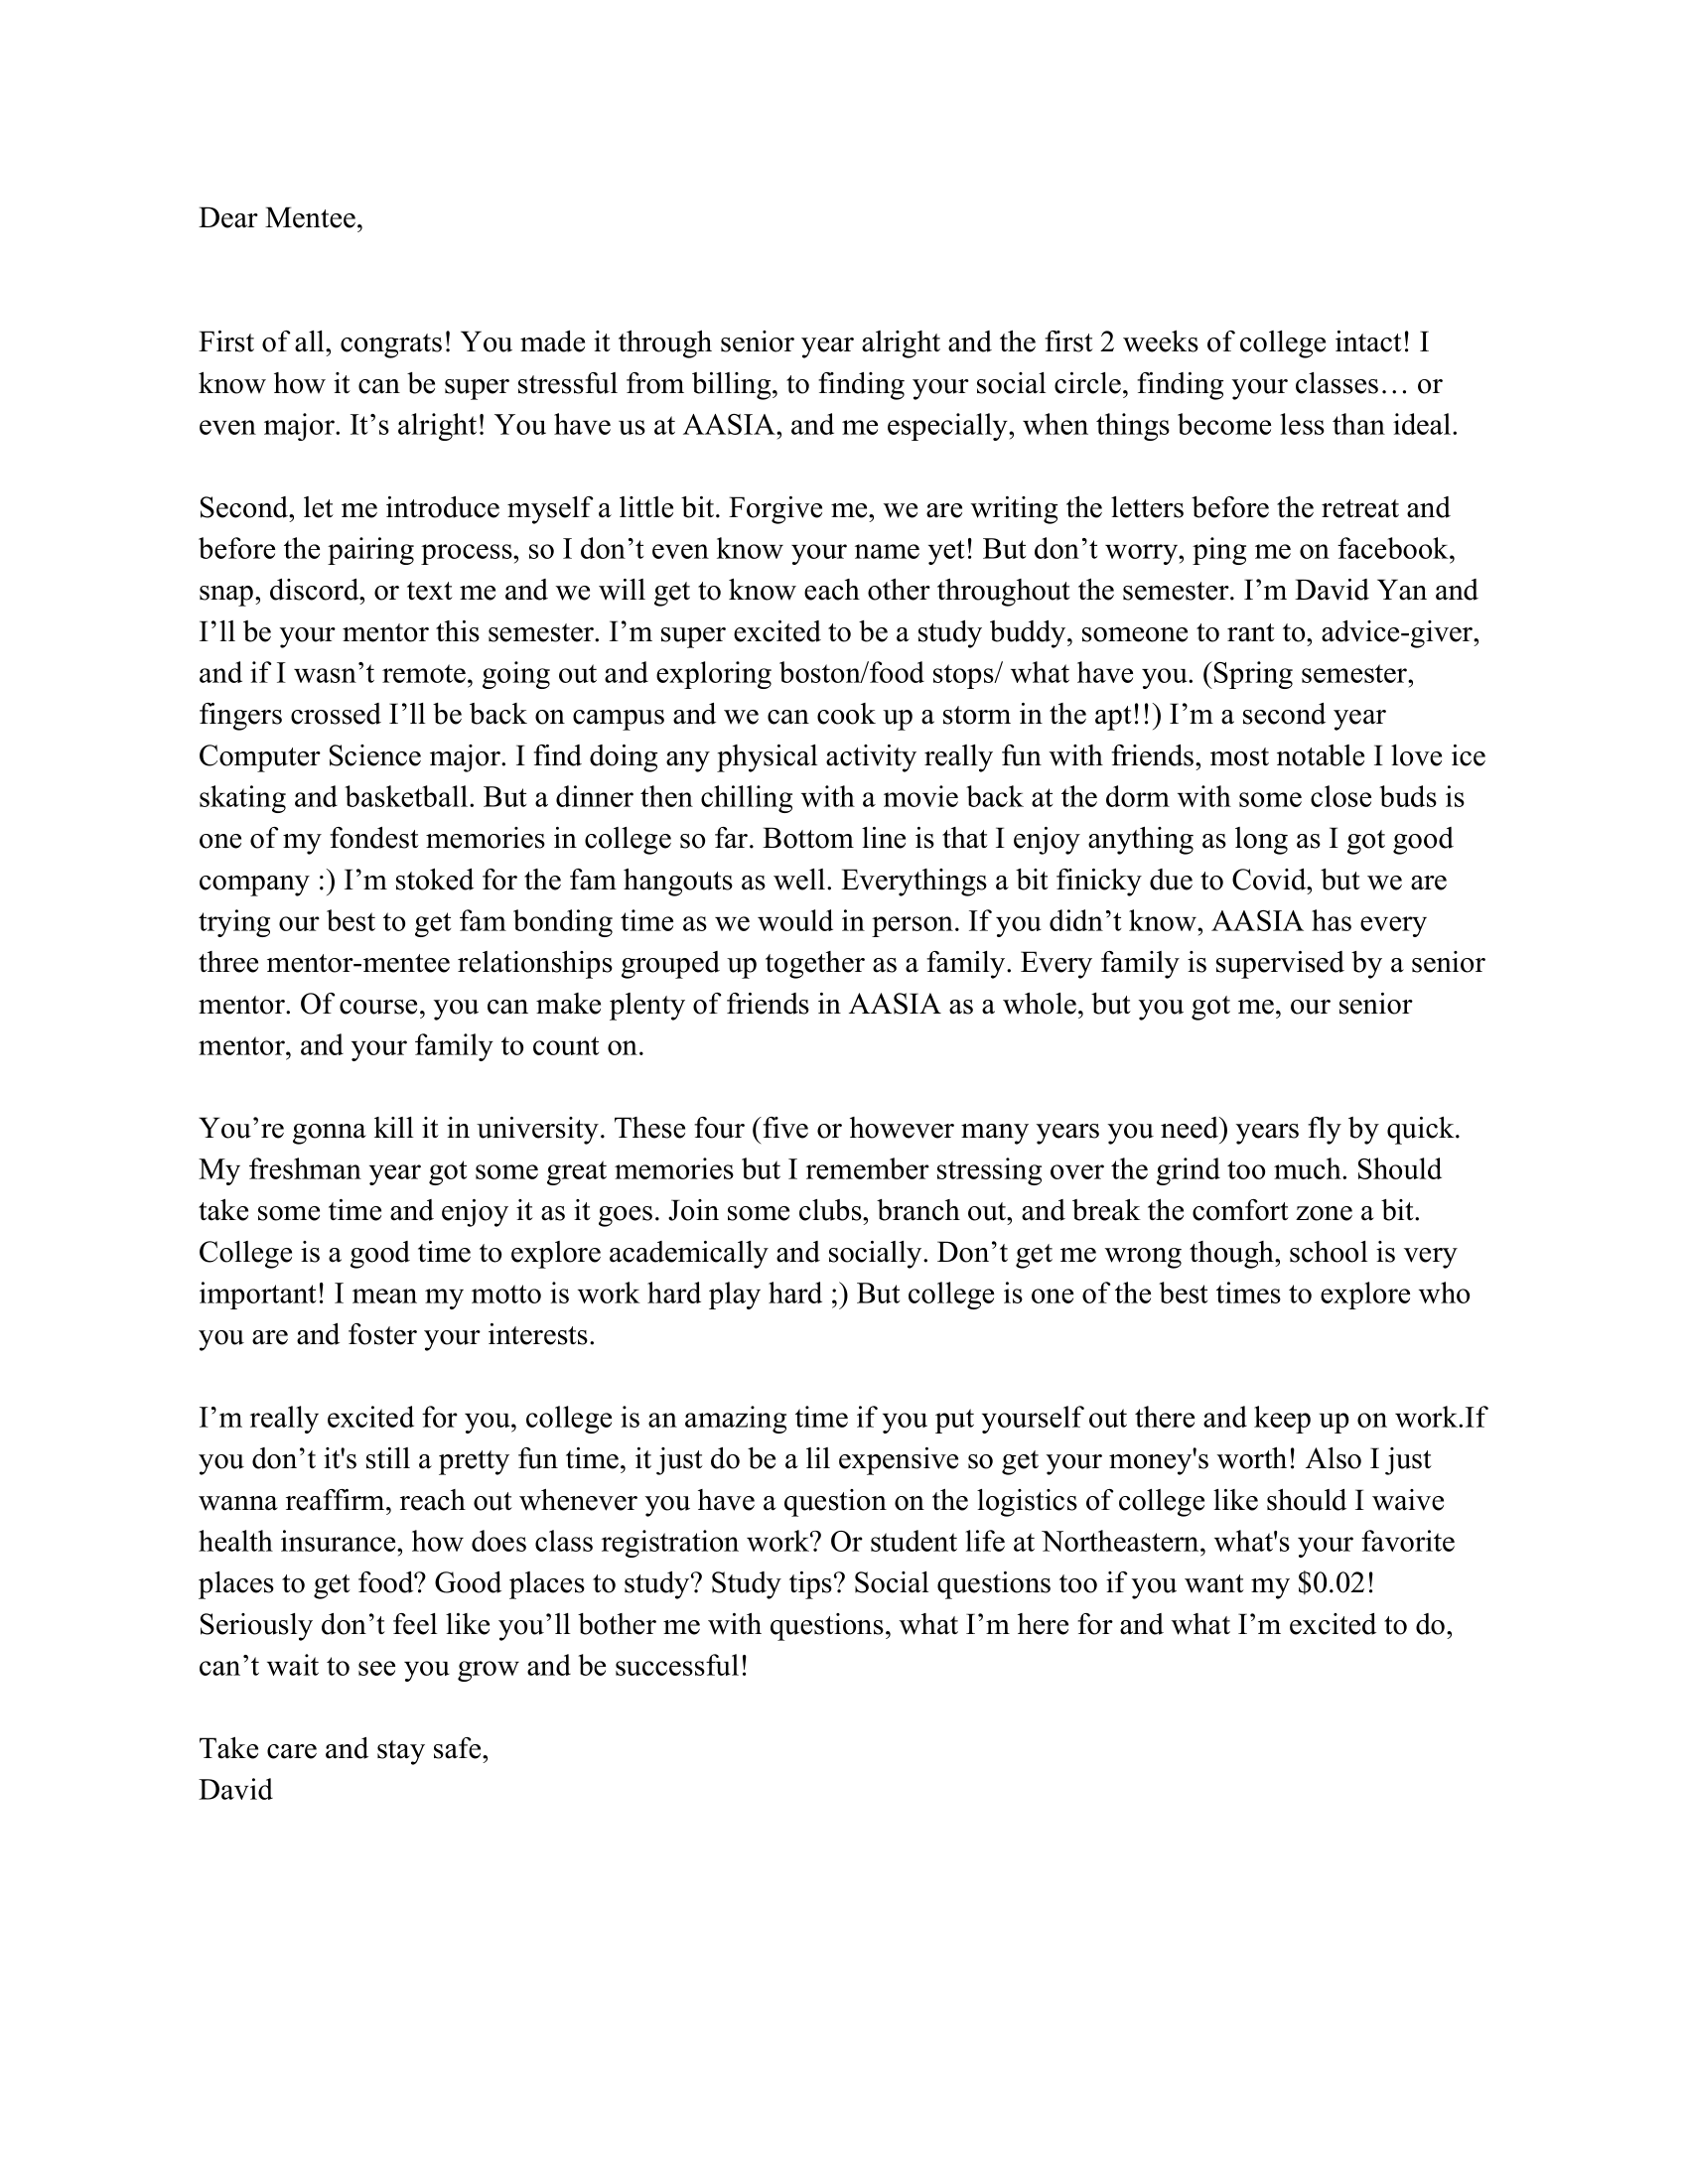 Dear Mentee,
First of all, congrats! You made it through senior year alright and the first 2 weeks of college intact! I
know how it can be super stressful from billing, to finding your social circle, finding your classes… or
even major. It’s alright! You have us at AASIA, and me especially, when things become less than ideal.
Second, let me introduce myself a little bit. Forgive me, we are writing the letters before the retreat and
before the pairing process, so I don’t even know your name yet! But don’t worry, ping me on facebook,
snap, discord, or text me and we will get to know each other throughout the semester. I’m David Yan and
I’ll be your mentor this semester. I’m super excited to be a study buddy, someone to rant to, advice-giver,
and if I wasn’t remote, going out and exploring boston/food stops/ what have you. (Spring semester,
fingers crossed I’ll be back on campus and we can cook up a storm in the apt!!) I’m a second year
Computer Science major. I find doing any physical activity really fun with friends, most notable I love ice
skating and basketball. But a dinner then chilling with a movie back at the dorm with some close buds is
one of my fondest memories in college so far. Bottom line is that I enjoy anything as long as I got good
company :) I’m stoked for the fam hangouts as well. Everythings a bit finicky due to Covid, but we are
trying our best to get fam bonding time as we would in person. If you didn’t know, AASIA has every
three mentor-mentee relationships grouped up together as a family. Every family is supervised by a senior
mentor. Of course, you can make plenty of friends in AASIA as a whole, but you got me, our senior
mentor, and your family to count on.
You’re gonna kill it in university. These four (five or however many years you need) years fly by quick.
My freshman year got some great memories but I remember stressing over the grind too much. Should
take some time and enjoy it as it goes. Join some clubs, branch out, and break the comfort zone a bit.
College is a good time to explore academically and socially. Don’t get me wrong though, school is very
important! I mean my motto is work hard play hard ;) But college is one of the best times to explore who
you are and foster your interests.
I’m really excited for you, college is an amazing time if you put yourself out there and keep up on work.If
you don’t it's still a pretty fun time, it just do be a lil expensive so get your money's worth! Also I just
wanna reaffirm, reach out whenever you have a question on the logistics of college like should I waive
health insurance, how does class registration work? Or student life at Northeastern, what's your favorite
places to get food? Good places to study? Study tips? Social questions too if you want my $0.02!
Seriously don’t feel like you’ll bother me with questions, what I’m here for and what I’m excited to do,
can’t wait to see you grow and be successful!
Take care and stay safe,
David